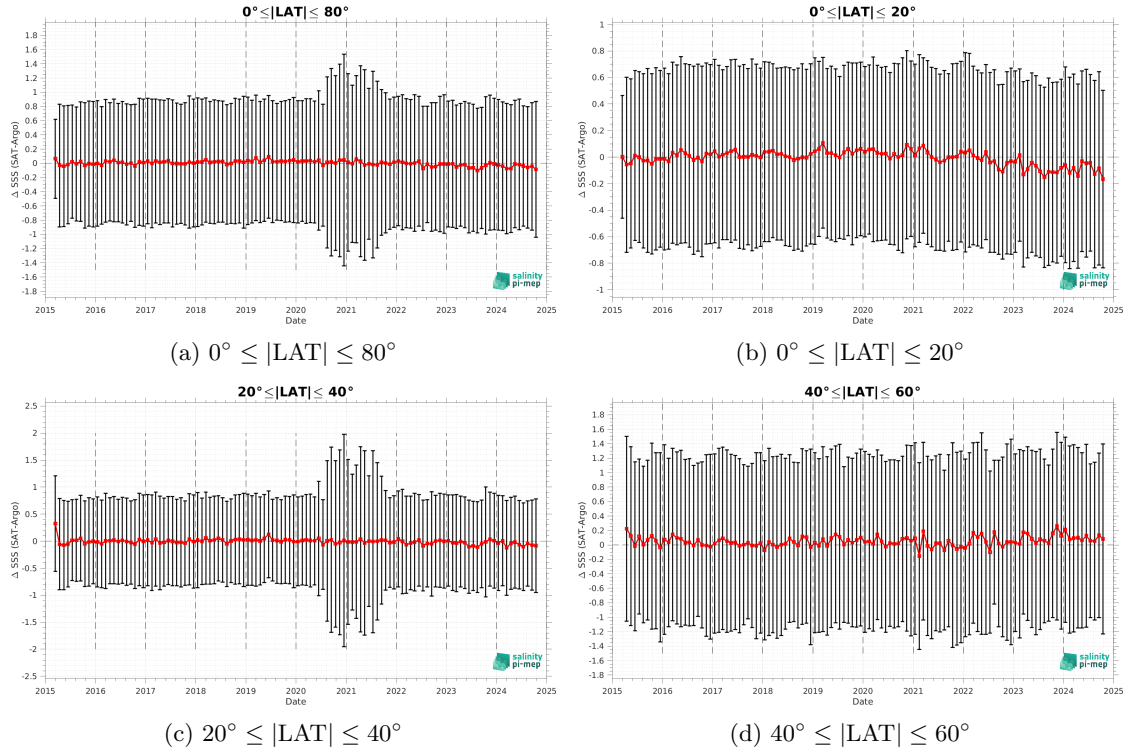 0°≤|LAT|≤ 80°
Δ SSS (SAT-Argo)
1.8
1.6
1.4
1.2
1
0.8
0.6
0.4
0.2
0
-0.2
-0.4
-0.6
-0.8
-1
-1.2
-1.4
-1.6
-1.8
2015 2016 2017 2018 2019 2020 2021 2022 2023 2024 2025
Date
salinity
pi-mep
(a) 0° ≤ |LAT| ≤ 80°
0°≤|LAT|≤ 20°
Δ SSS (SAT-Argo)
1
0.8
0.6
0.4
0.2
0
-0.2
-0.4
-0.6
-0.8
-1
2015 2016 2017 2018 2019 2020 2021 2022 2023 2024 2025
Date
salinity
pi-mep
(b) 0° ≤ |LAT| ≤ 20°
20°≤|LAT|≤ 40°
Δ SSS (SAT-Argo)
2.5
2
1.5
1
0.5
0
-0.5
-1
-1.5
-2
-2.5
2015 2016 2017 2018 2019 2020 2021 2022 2023 2024 2025
Date
salinity
pi-mep
(c) 20° ≤ |LAT| ≤ 40°
40°≤|LAT|≤ 60°
Δ SSS (SAT-Argo)
1.8
1.6
1.4
1.2
1
0.8
0.6
0.4
0.2
0
-0.2
-0.4
-0.6
-0.8
-1
-1.2
-1.4
-1.6
-1.8
2015 2016 2017 2018 2019 2020 2021 2022 2023 2024 2025
Date
salinity
pi-mep
(d) 40° ≤ |LAT| ≤ 60°